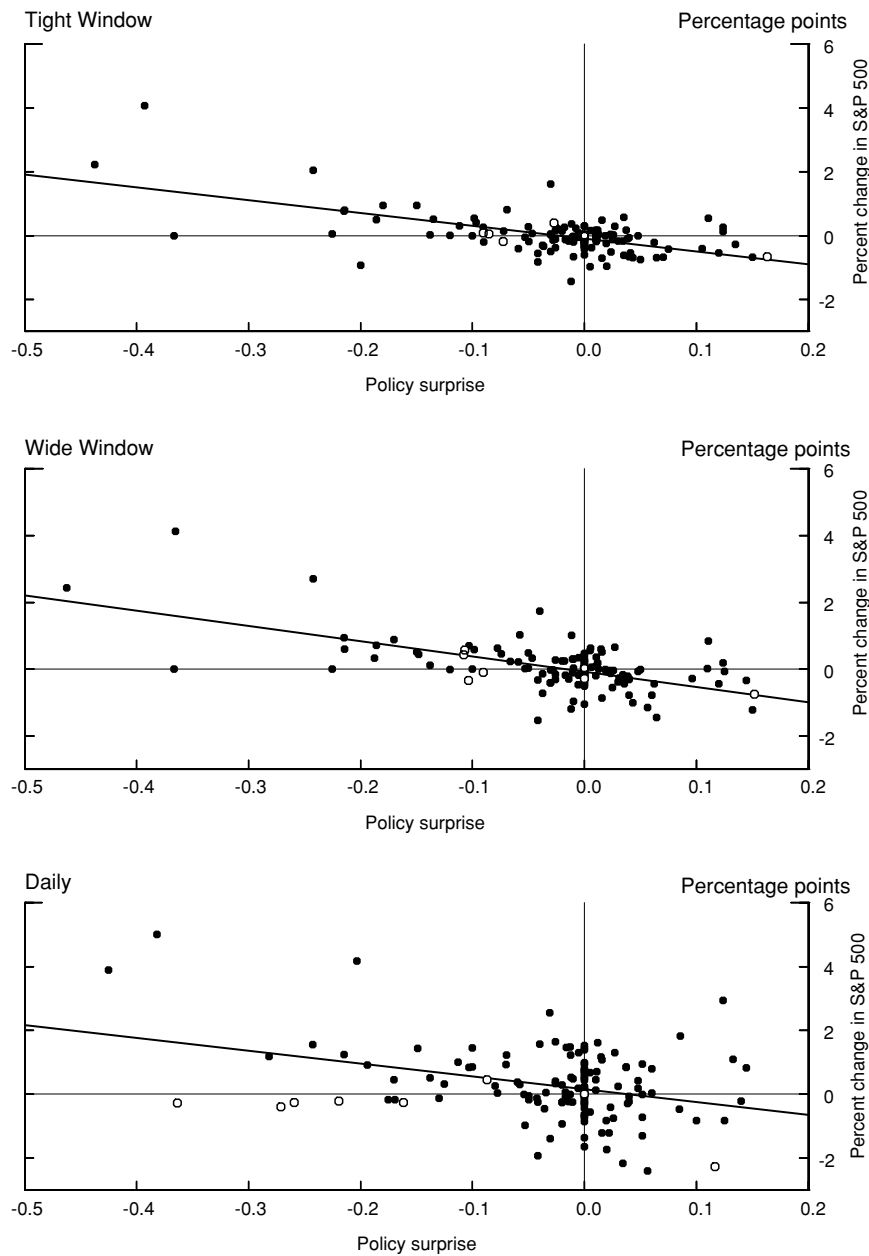 Tight Window
Percentage points
6
4
2
0
-2
Percent change in S&P 500
-0.5 -0.4 -0.3 -0.2 -0.1 0.0 0.1 0.2
Policy surprise
Wide Window
Percentage points
6
4
2
0
-2
Percent change in S&P 500
-0.5 -0.4 -0.3 -0.2 -0.1 0.0 0.1 0.2
Policy surprise
Daily
Percentage points
6
4
2
0
-2
Percent change in S&P 500
-0.5 -0.4 -0.3 -0.2 -0.1 0.0 0.1 0.2
Policy surprise